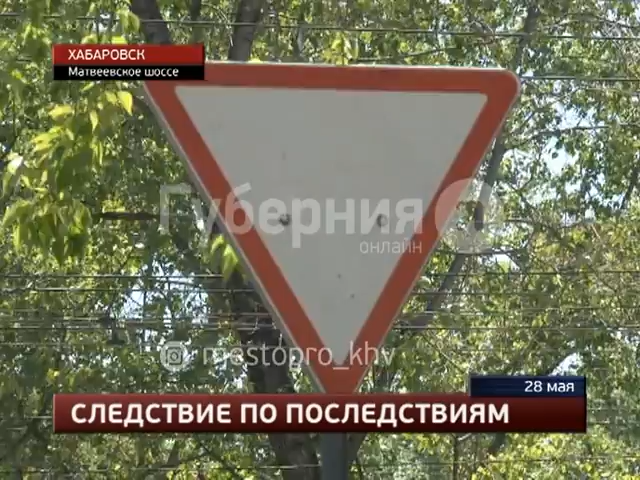 ХАБАРОВСК
Матвеевское шоссе
Губерния
онлайн
mestopro_khv
28 мая
СЛЕДСТВИЕ ПО ПОСЛЕДСТВИЯМ